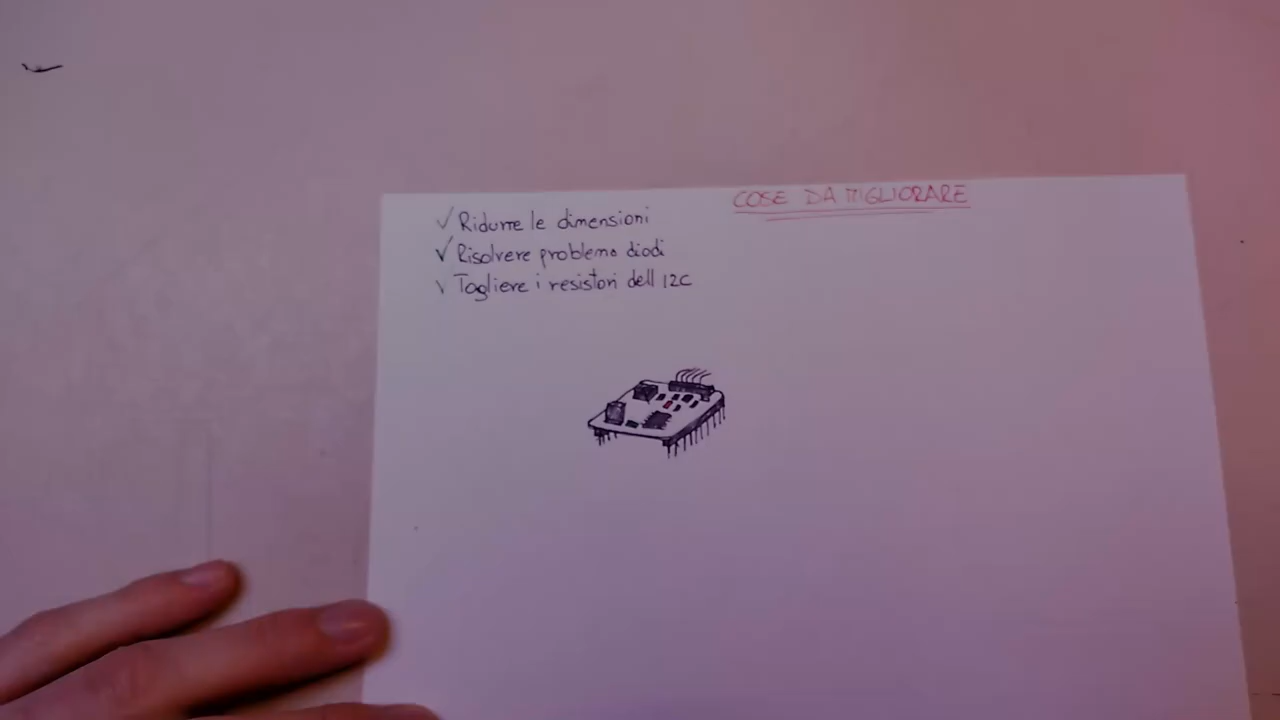 COSE DA MIGLIORARE
✓ Ridurre le dimensioni
✓ Risolvere problema diodi
✓ Togliere i resistori dell I2C